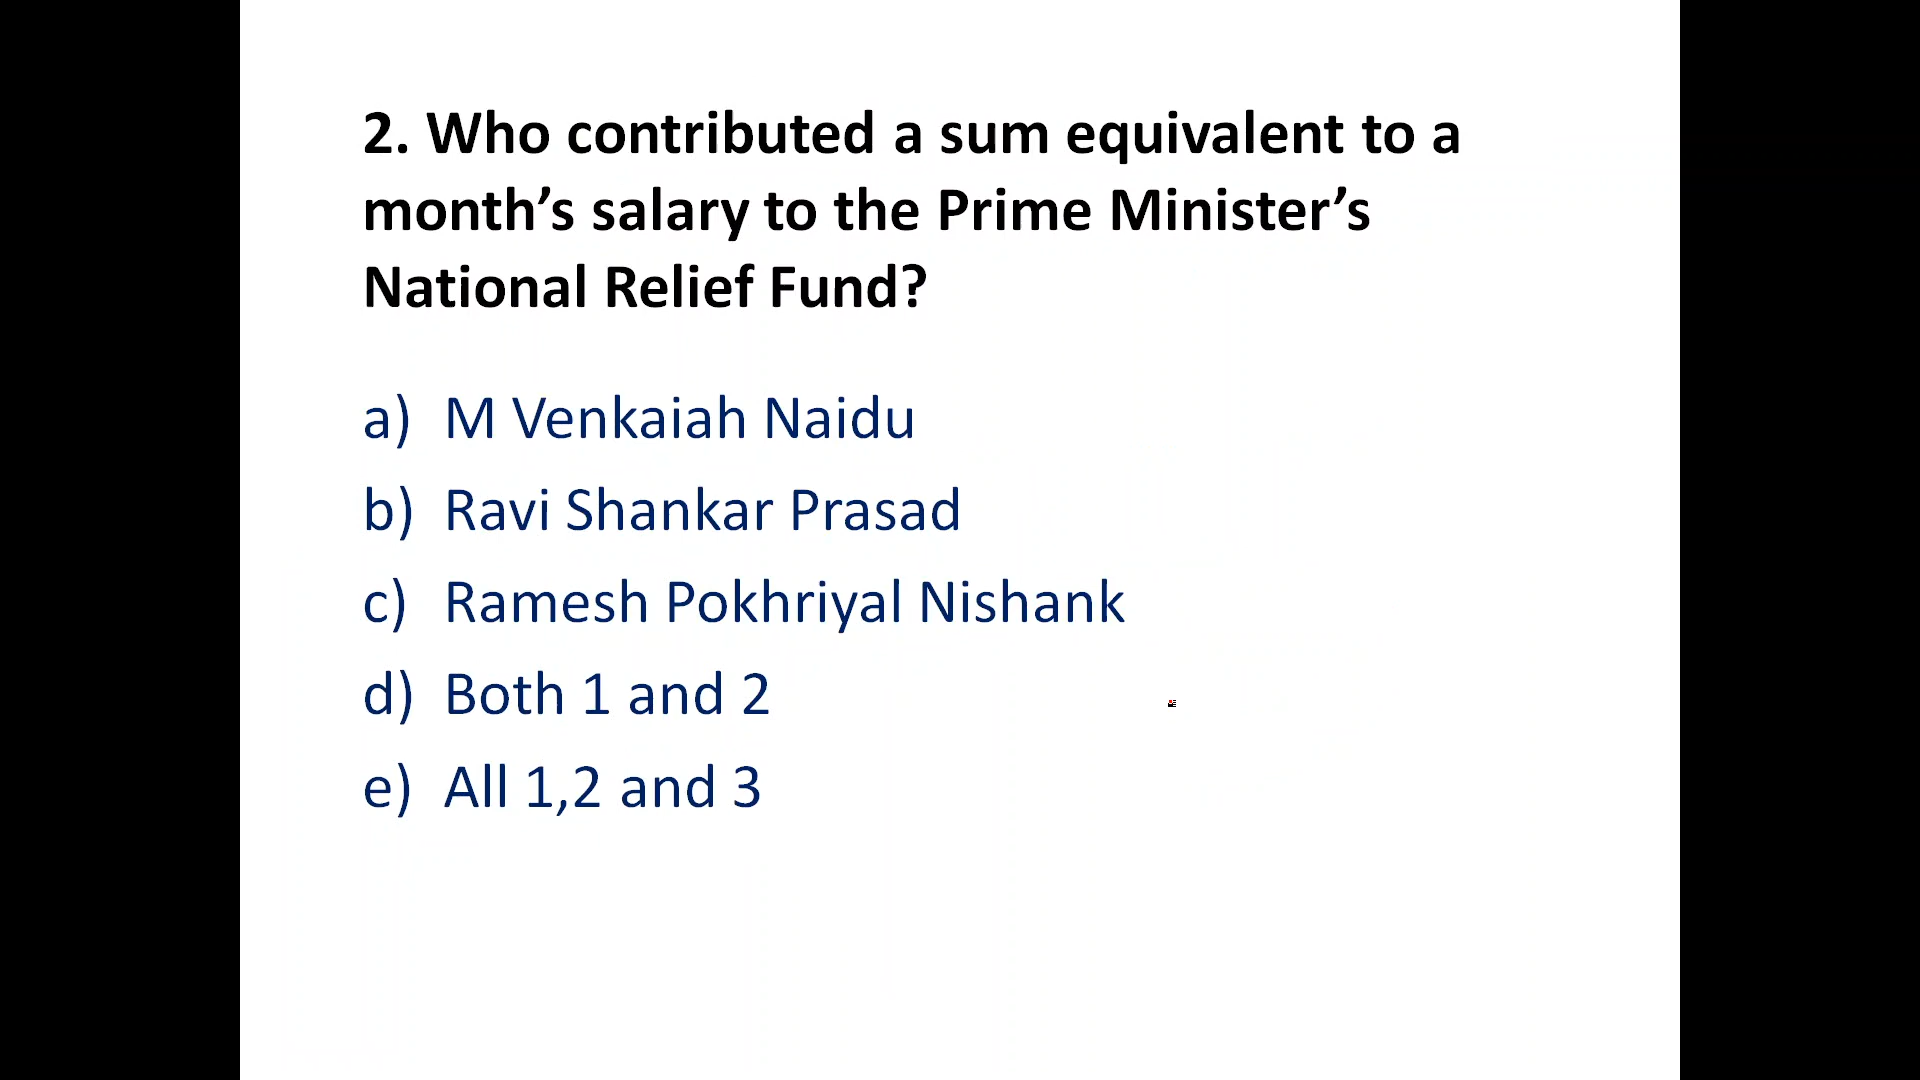 2. Who contributed a sum equivalent to a
month’s salary to the Prime Minister’s
National Relief Fund?
a) M Venkaiah Naidu
b) Ravi Shankar Prasad
c) Ramesh Pokhriyal Nishank
d) Both 1 and 2
e) All 1,2 and 3